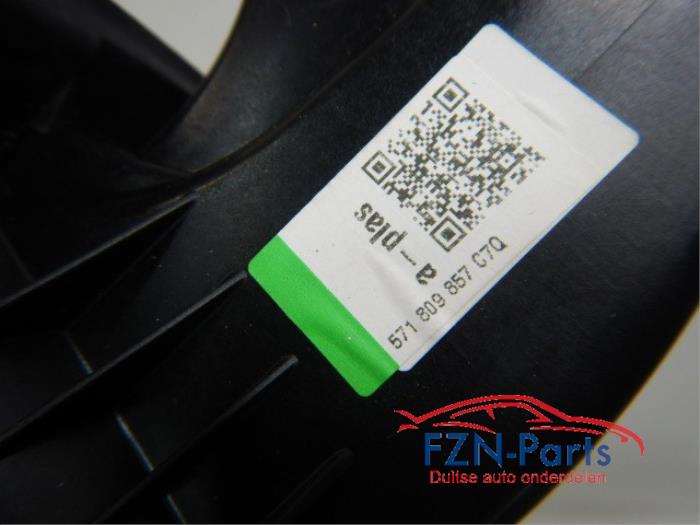 a - plas
571 809 857 C7Q
FZN-Parts
Duitse auto onderdelen